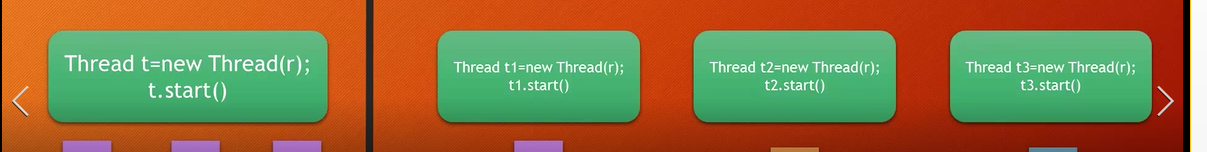 Thread t=new Thread(r);
t.start()
Thread t1=new Thread(r);
t1.start()
Thread t2=new Thread(r);
t2.start()
Thread t3=new Thread(r);
t3.start()